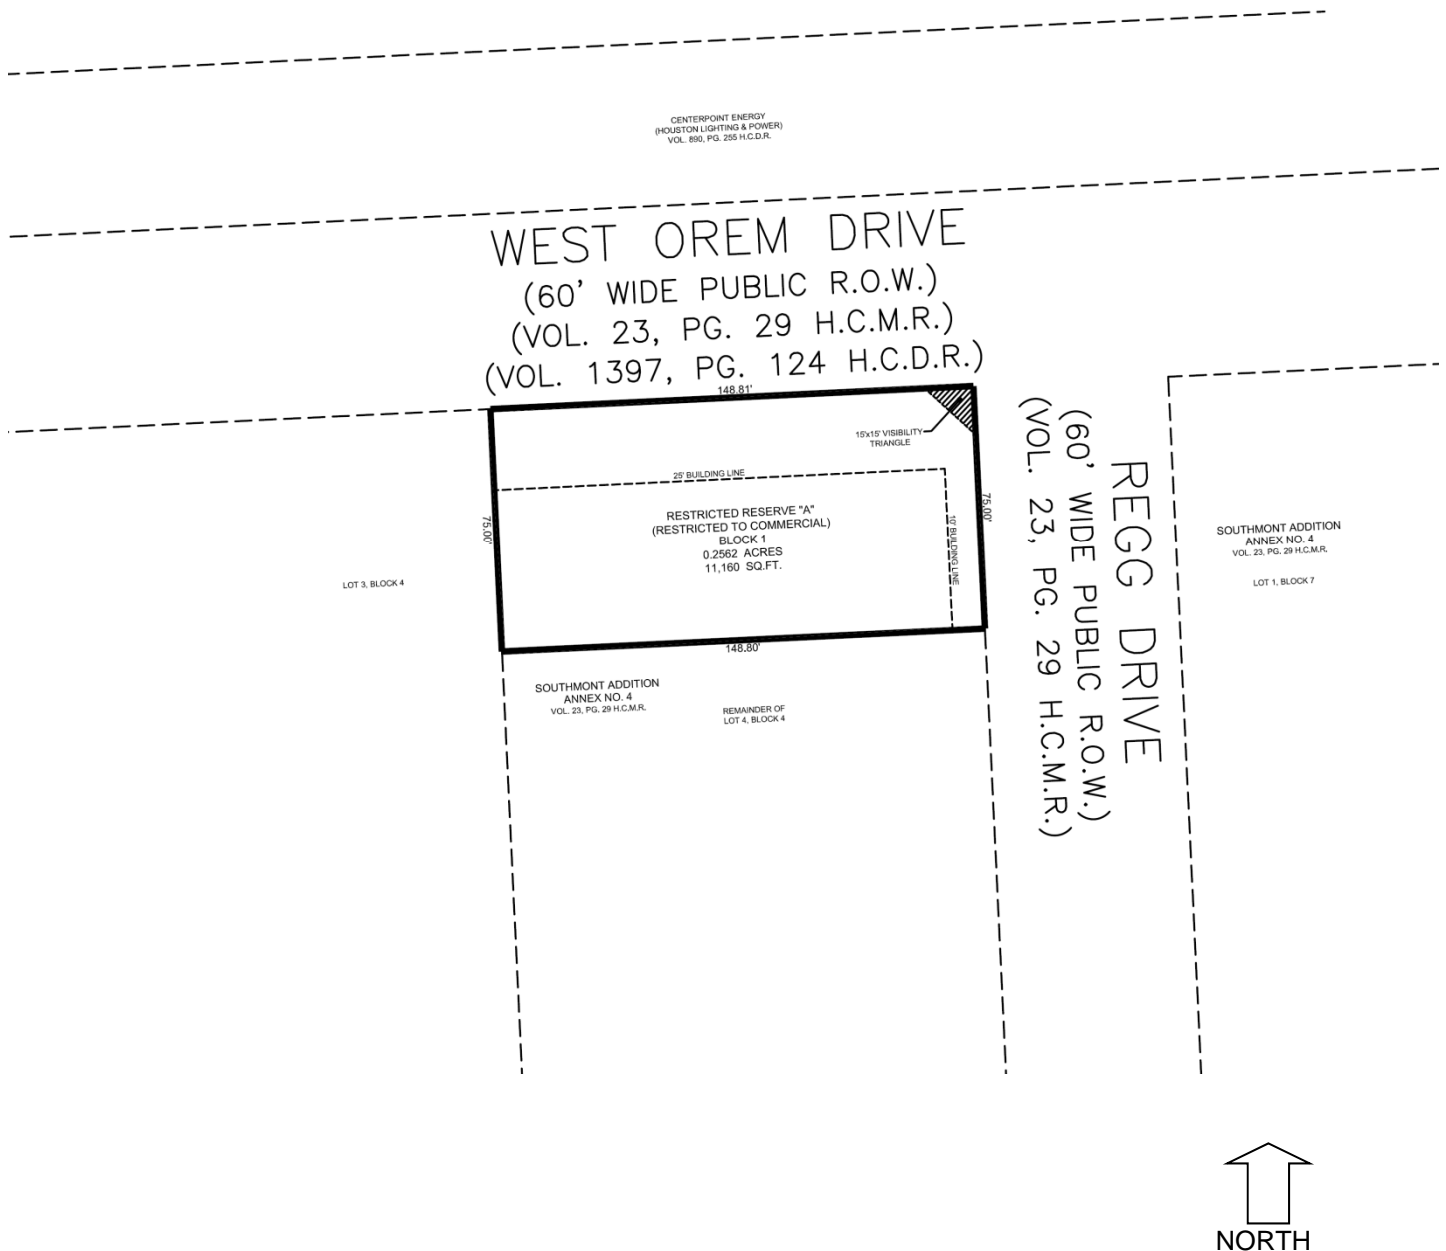 CENTERPOINT ENERGY
(HOUSTON LIGHTING & POWER)
VOL. 890, PG. 255 H.C.D.R.
WEST OREM DRIVE
(60' WIDE PUBLIC R.O.W.)
(VOL. 23, PG. 29 H.C.M.R.)
(VOL. 1397, PG. 124 H.C.D.R.)
148.81'
15'x15' VISIBILITY
TRIANGLE
25' BUILDING LINE
75.00'
RESTRICTED RESERVE "A"
(RESTRICTED TO COMMERCIAL)
BLOCK 1
0.2562 ACRES
11,160 SQ.FT.
10' BUILDING LINE
75.00'
LOT 3, BLOCK 4
148.80'
SOUTHMONT ADDITION
ANNEX NO. 4
VOL. 23, PG. 29 H.C.M.R.
REMAINDER OF
LOT 4, BLOCK 4
REGG DRIVE
(60' WIDE PUBLIC R.O.W.)
(VOL. 23, PG. 29 H.C.M.R.)
SOUTHMONT ADDITION
ANNEX NO. 4
VOL. 23, PG. 29 H.C.M.R.
LOT 1, BLOCK 7
NORTH